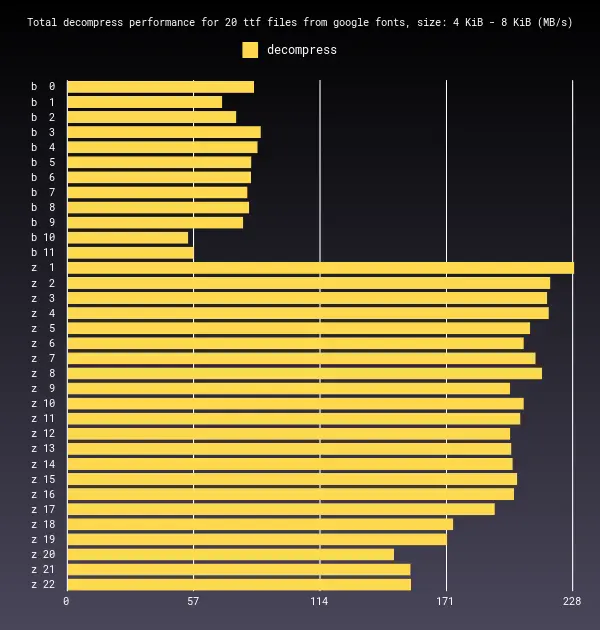 Total decompress performance for 20 ttf files from google fonts, size: 4 KiB - 8 KiB (MB/s)
decompress
b 0
b 1
b 2
b 3
b 4
b 5
b 6
b 7
b 8
b 9
b 10
b 11
z 1
z 2
z 3
z 4
z 5
z 6
z 7
z 8
z 9
z 10
z 11
z 12
z 13
z 14
z 15
z 16
z 17
z 18
z 19
z 20
z 21
z 22
0 57 114 171 228